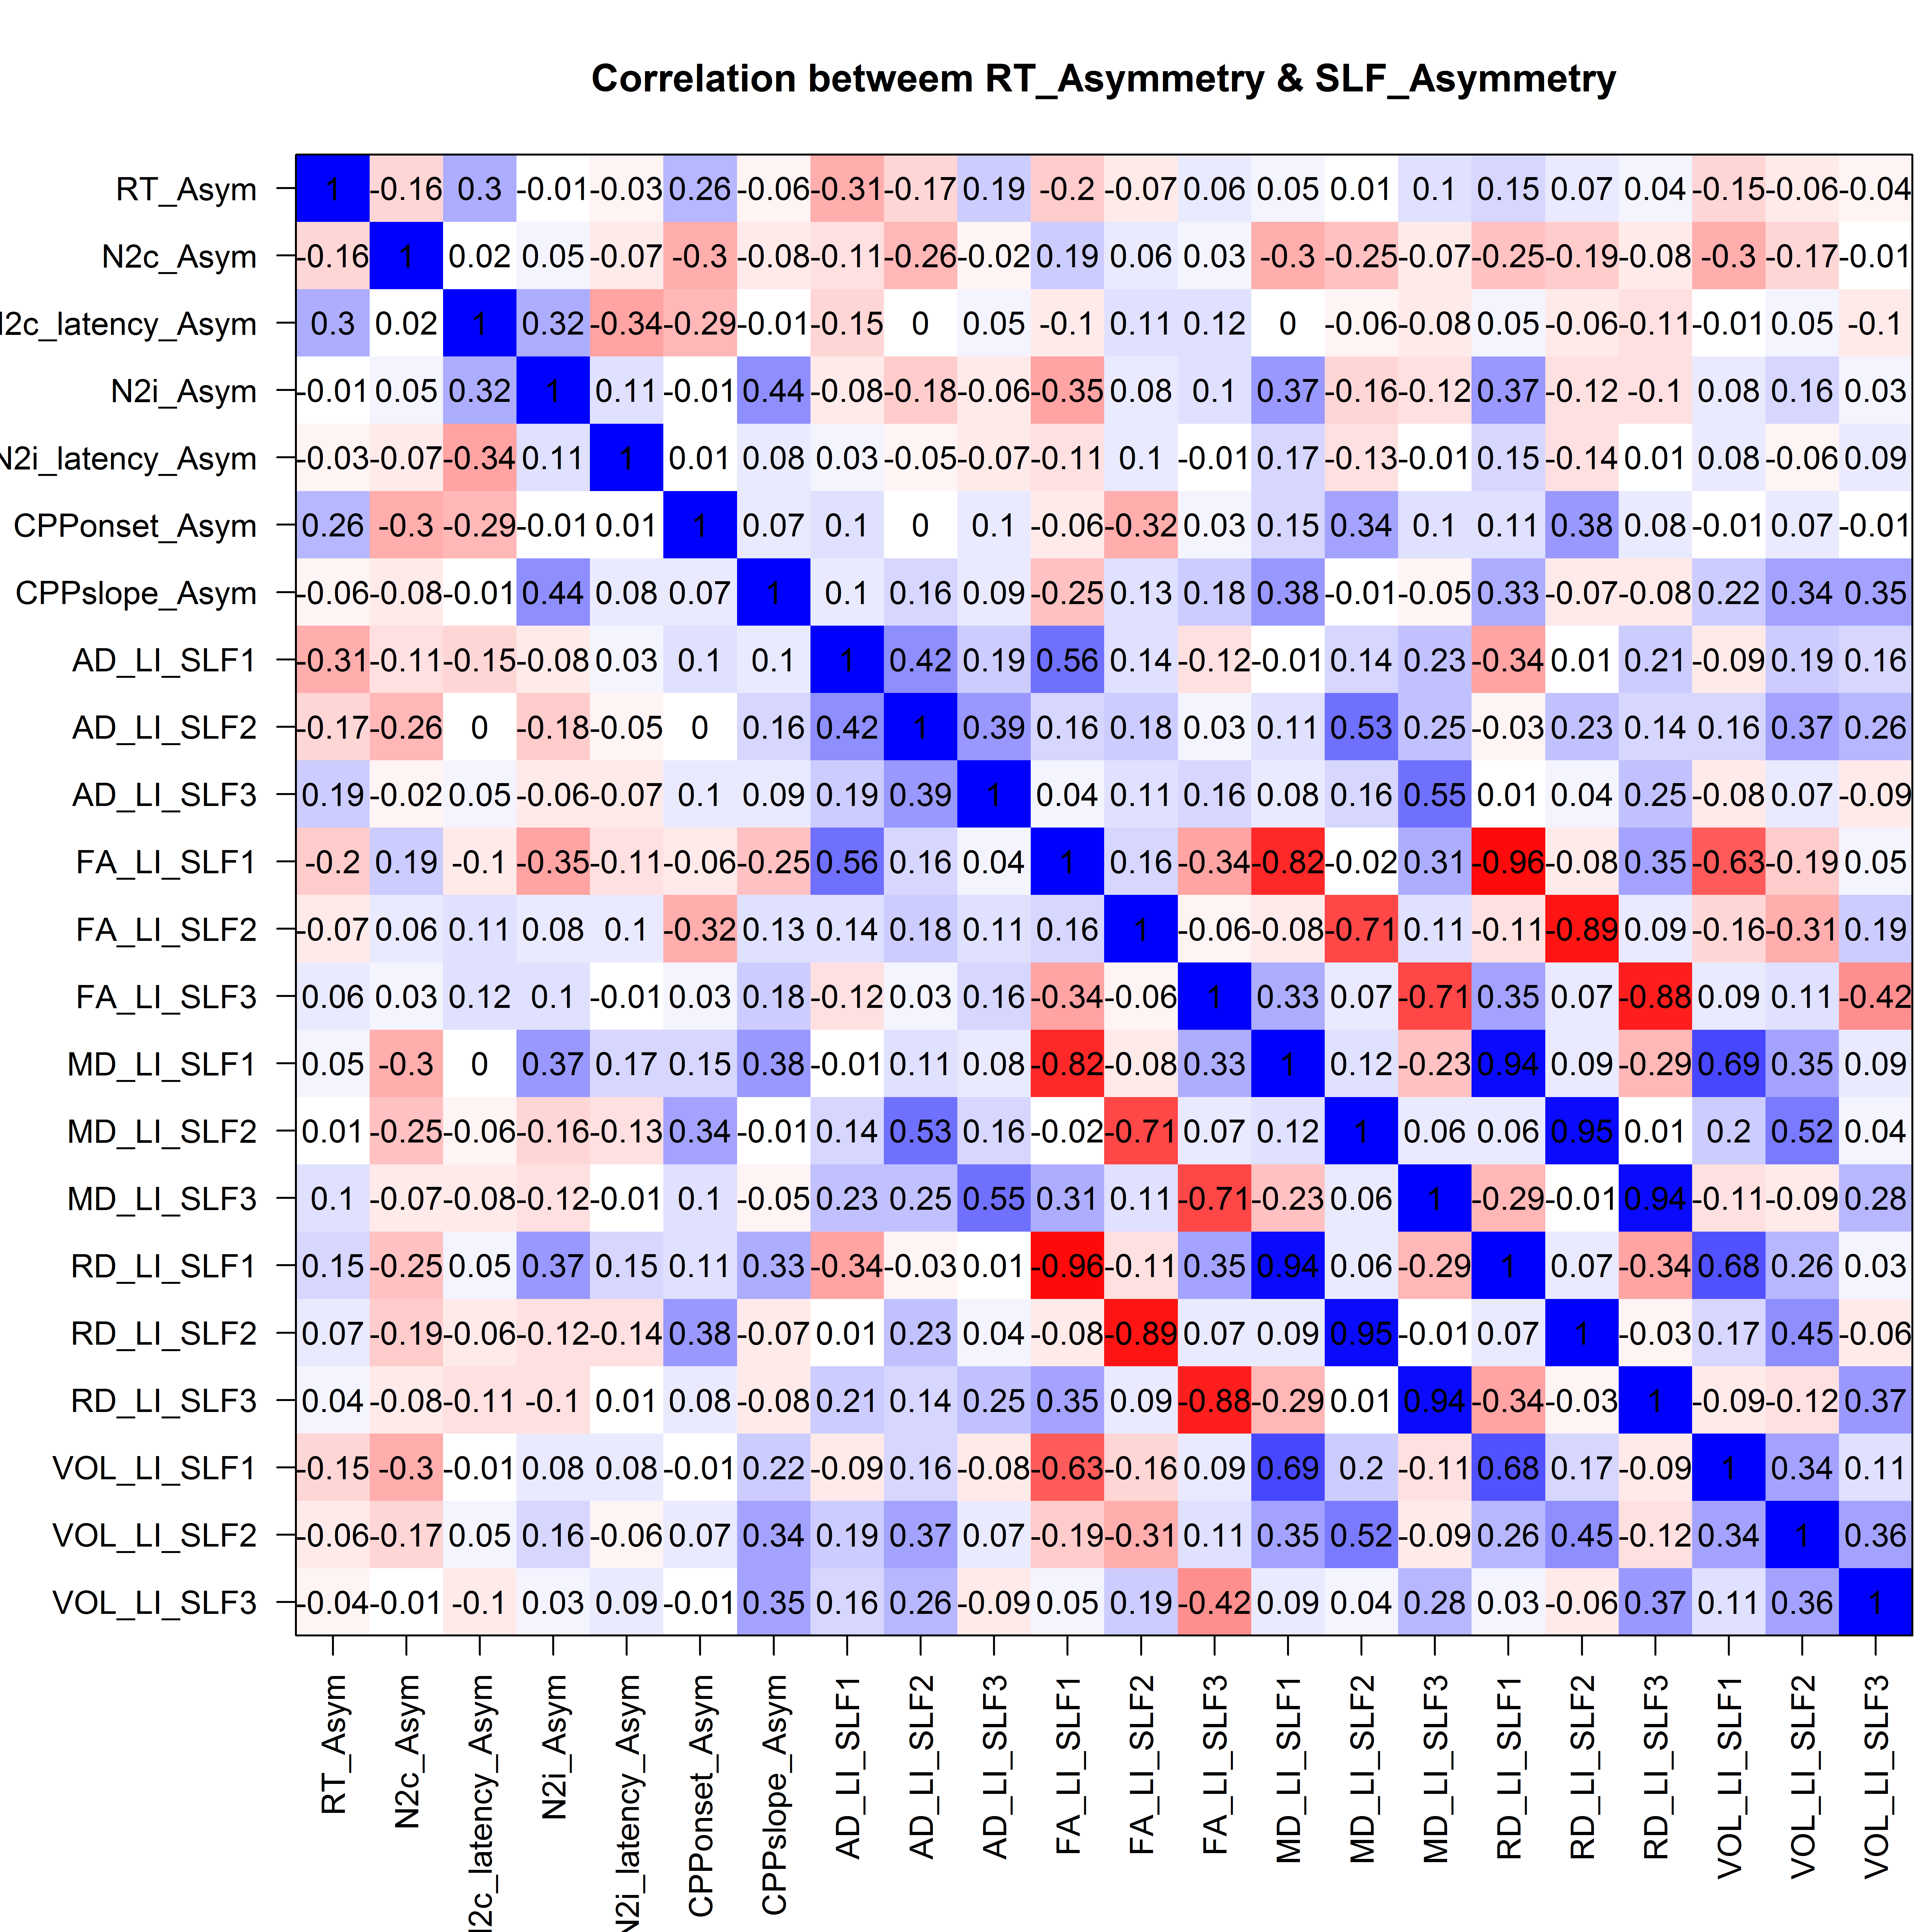 Correlation betweem RT_Asymmetry & SLF_Asymmetry
RT_Asym 1 -0.16 0.3 -0.01 -0.03 0.26 -0.06 -0.31 -0.17 0.19 -0.2 -0.07 0.06 0.05 0.01 0.1 0.15 0.07 0.04 -0.15 -0.06 -0.04
N2c_Asym -0.16 1 0.02 0.05 -0.07 -0.3 -0.08 -0.11 -0.26 -0.02 0.19 0.06 0.03 -0.3 -0.25 -0.07 -0.25 -0.19 -0.08 -0.3 -0.17 -0.01
2c_latency_Asym 0.3 0.02 1 0.32 -0.34 -0.29 -0.01 -0.15 0 0.05 -0.1 0.11 0.12 0 -0.06 -0.08 0.05 -0.06 -0.11 -0.01 0.05 -0.1
N2i_Asym -0.01 0.05 0.32 1 0.11 -0.01 0.44 -0.08 -0.18 -0.06 -0.35 0.08 0.1 0.37 -0.16 -0.12 0.37 -0.12 -0.1 0.08 0.16 0.03
N2i_latency_Asym -0.03 -0.07 -0.34 0.11 1 0.01 0.08 0.03 -0.05 -0.07 -0.11 0.1 -0.01 0.17 -0.13 -0.01 0.15 -0.14 0.01 0.08 -0.06 0.09
CPPonset_Asym 0.26 -0.3 -0.29 -0.01 0.01 1 0.07 0.1 0 0.1 -0.06 -0.32 0.03 0.15 0.34 0.1 0.11 0.38 0.08 -0.01 0.07 -0.01
CPPslope_Asym -0.06 -0.08 -0.01 0.44 0.08 0.07 1 0.1 0.16 0.09 -0.25 0.13 0.18 0.38 -0.01 -0.05 0.33 -0.07 -0.08 0.22 0.34 0.35
AD_LI_SLF1 -0.31 -0.11 -0.15 -0.08 0.03 0.1 0.1 1 0.42 0.19 0.56 0.14 -0.12 -0.01 0.14 0.23 -0.34 0.01 0.21 -0.09 0.19 0.16
AD_LI_SLF2 -0.17 -0.26 0 -0.18 -0.05 0 0.16 0.42 1 0.39 0.16 0.18 0.03 0.11 0.53 0.25 -0.03 0.23 0.14 0.16 0.37 0.26
AD_LI_SLF3 0.19 -0.02 0.05 -0.06 -0.07 0.1 0.09 0.19 0.39 1 0.04 0.11 0.16 0.08 0.16 0.55 0.01 0.04 0.25 -0.08 0.07 -0.09
FA_LI_SLF1 -0.2 0.19 -0.1 -0.35 -0.11 -0.06 -0.25 0.56 0.16 0.04 1 0.16 -0.34 -0.82 -0.02 0.31 -0.96 -0.08 0.35 -0.63 -0.19 0.05
FA_LI_SLF2 -0.07 0.06 0.11 0.08 0.1 -0.32 0.13 0.14 0.18 0.11 0.16 1 -0.06 -0.08 -0.71 0.11 -0.11 -0.89 0.09 -0.16 -0.31 0.19
FA_LI_SLF3 0.06 0.03 0.12 0.1 -0.01 0.03 0.18 -0.12 0.03 0.16 -0.34 -0.06 1 0.33 0.07 -0.71 0.35 0.07 -0.88 0.09 0.11 -0.42
MD_LI_SLF1 0.05 -0.3 0 0.37 0.17 0.15 0.38 -0.01 0.11 0.08 -0.82 -0.08 0.33 1 0.12 -0.23 0.94 0.09 -0.29 0.69 0.35 0.09
MD_LI_SLF2 0.01 -0.25 -0.06 -0.16 -0.13 0.34 -0.01 0.14 0.53 0.16 -0.02 -0.71 0.07 0.12 1 0.06 0.06 0.95 0.01 0.2 0.52 0.04
MD_LI_SLF3 0.1 -0.07 -0.08 -0.12 -0.01 0.1 -0.05 0.23 0.25 0.55 0.31 0.11 -0.71 -0.23 0.06 1 -0.29 -0.01 0.94 -0.11 -0.09 0.28
RD_LI_SLF1 0.15 -0.25 0.05 0.37 0.15 0.11 0.33 -0.34 -0.03 0.01 -0.96 -0.11 0.35 0.94 0.06 -0.29 1 0.07 -0.34 0.68 0.26 0.03
RD_LI_SLF2 0.07 -0.19 -0.06 -0.12 -0.14 0.38 -0.07 0.01 0.23 0.04 -0.08 -0.89 0.07 0.09 0.95 -0.01 0.07 1 -0.03 0.17 0.45 -0.06
RD_LI_SLF3 0.04 -0.08 -0.11 -0.1 0.01 0.08 -0.08 0.21 0.14 0.25 0.35 0.09 -0.88 -0.29 0.01 0.94 -0.34 -0.03 1 -0.09 -0.12 0.37
VOL_LI_SLF1 -0.15 -0.3 -0.01 0.08 0.08 -0.01 0.22 -0.09 0.16 -0.08 -0.63 -0.16 0.09 0.69 0.2 -0.11 0.68 0.17 -0.09 1 0.34 0.11
VOL_LI_SLF2 -0.06 -0.17 0.05 0.16 -0.06 0.07 0.34 0.19 0.37 0.07 -0.19 -0.31 0.11 0.35 0.52 -0.09 0.26 0.45 -0.12 0.34 1 0.36
VOL_LI_SLF3 -0.04 -0.01 -0.1 0.03 0.09 -0.01 0.35 0.16 0.26 -0.09 0.05 0.19 -0.42 0.09 0.04 0.28 0.03 -0.06 0.37 0.11 0.36 1
RT_Asym
N2c_Asym
2c_latency_Asym
N2i_Asym
N2i_latency_Asym
CPPonset_Asym
CPPslope_Asym
AD_LI_SLF1
AD_LI_SLF2
AD_LI_SLF3
FA_LI_SLF1
FA_LI_SLF2
FA_LI_SLF3
MD_LI_SLF1
MD_LI_SLF2
MD_LI_SLF3
RD_LI_SLF1
RD_LI_SLF2
RD_LI_SLF3
VOL_LI_SLF1
VOL_LI_SLF2
VOL_LI_SLF3